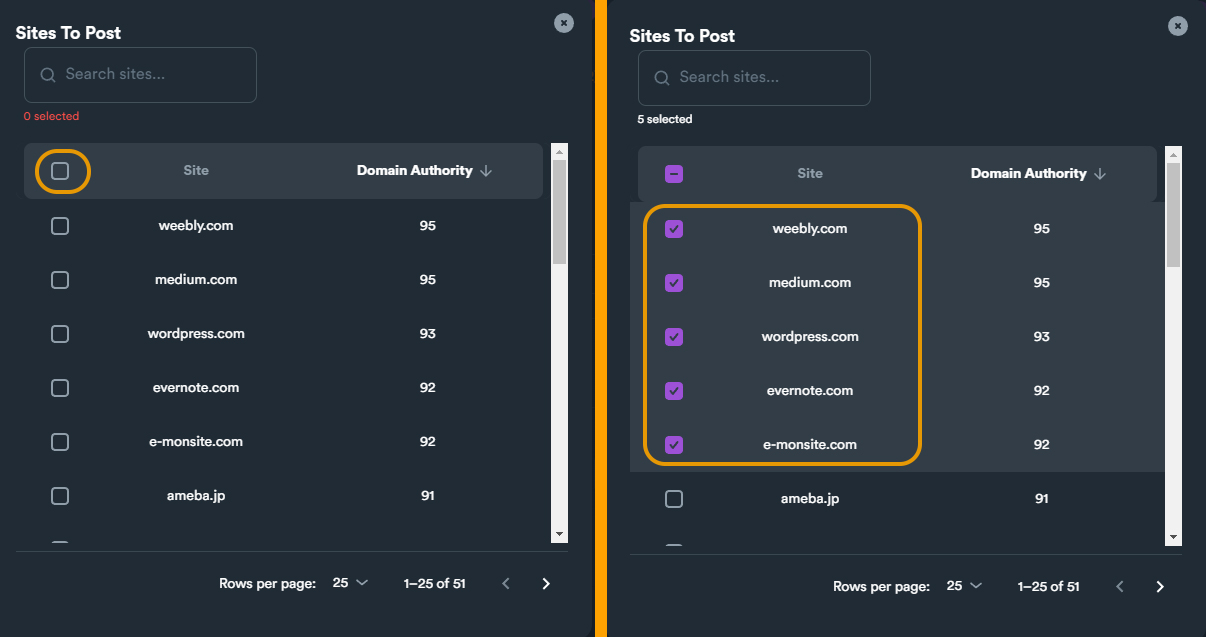 Sites To Post
Search sites...
0 selected
Site Domain Authority
weebly.com 95
medium.com 95
wordpress.com 93
evernote.com 92
e-monsite.com 92
ameba.jp 91
Rows per page: 25 1–25 of 51
Sites To Post
Search sites...
5 selected
Site Domain Authority
weebly.com 95
medium.com 95
wordpress.com 93
evernote.com 92
e-monsite.com 92
ameba.jp 91
Rows per page: 25 1–25 of 51